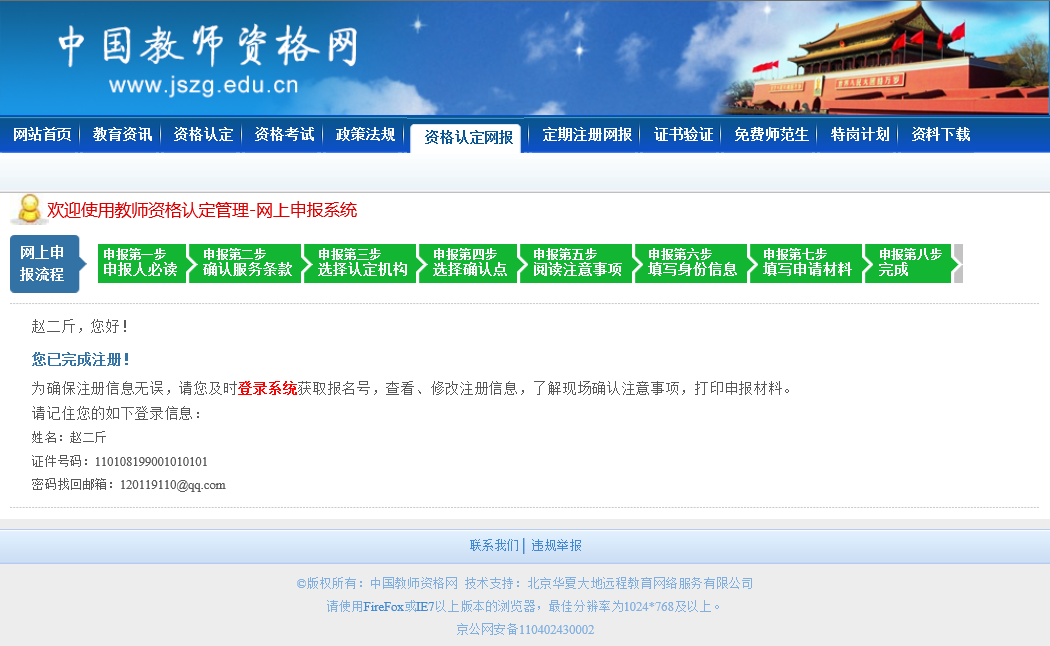 中国教师资格网
www.jszg.edu.cn
网站首页 教育资讯 资格认定 资格考试 政策法规 资格认定网报 定期注册网报 证书验证 免费师范生 特岗计划 资料下载
欢迎使用教师资格认定管理-网上申报系统
网上申
报流程
申报第一步
申报人必读
申报第二步
确认服务条款
申报第三步
选择认定机构
申报第四步
选择确认点
申报第五步
阅读注意事项
申报第六步
填写身份信息
申报第七步
填写申请材料
申报第八步
完成
赵二斤，您好！
您已完成注册！
为确保注册信息无误，请您及时登录系统获取报名号，查看、修改注册信息，了解现场确认注意事项，打印申报材料。
请记住您的如下登录信息：
姓名：赵二斤
证件号码：110108199001010101
密码找回邮箱：120119110@qq.com
联系我们│ 违规举报
©版权所有：中国教师资格网 技术支持：北京华夏大地远程教育网络服务有限公司
请使用FireFox或IE7以上版本的浏览器，最佳分辨率为1024*768及以上。
京公网安备110402430002